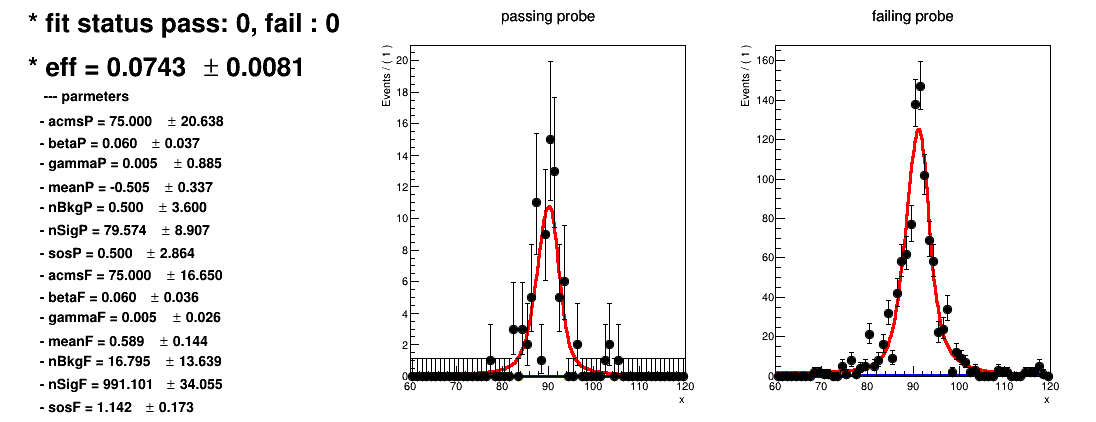 * fit status pass: 0, fail : 0
* eff = 0.0743 ± 0.0081
--- parmeters
- acmsP = 75.000 ± 20.638
- betaP = 0.060 ± 0.037
- gammaP = 0.005 ± 0.885
- meanP = -0.505 ± 0.337
- nBkgP = 0.500 ± 3.600
- nSigP = 79.574 ± 8.907
- sosP = 0.500 ± 2.864
- acmsF = 75.000 ± 16.650
- betaF = 0.060 ± 0.036
- gammaF = 0.005 ± 0.026
- meanF = 0.589 ± 0.144
- nBkgF = 16.795 ± 13.639
- nSigF = 991.101 ± 34.055
- sosF = 1.142 ± 0.173
passing probe
Events / ( 1 )
20
18
16
14
12
10
8
6
4
2
0
60 70 80 90 100 110 120
x
failing probe
Events / ( 1 )
160
140
120
100
80
60
40
20
0
60 70 80 90 100 110 120
x